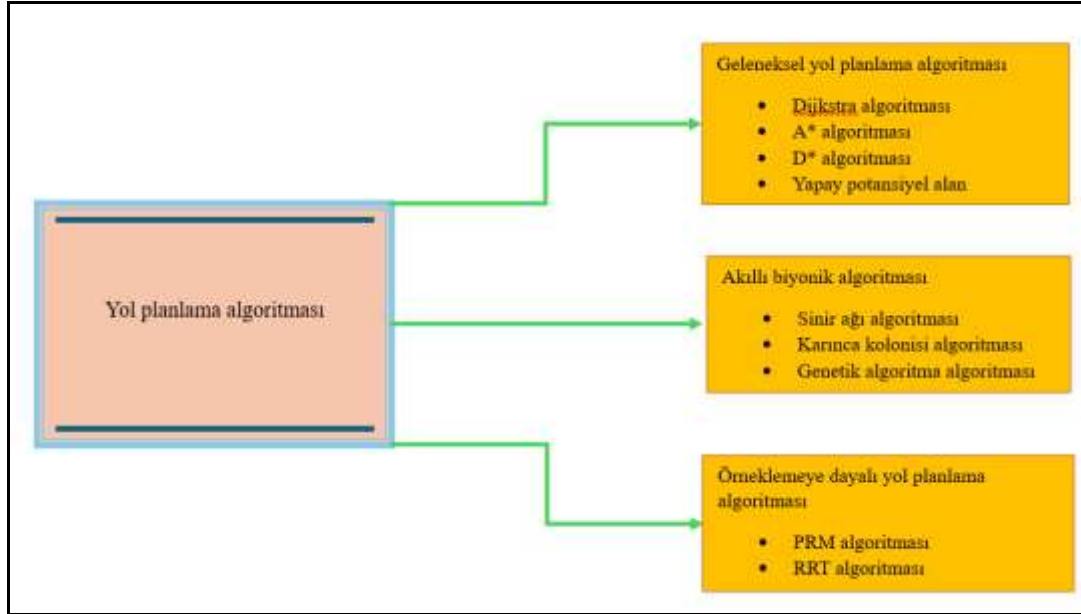 Yol planlama algoritması
Geleneksel yol planlama algoritması
• Dijkstra algoritması
• A* algoritması
• D* algoritması
• Yapay potansiyel alan
Akıllı biyonik algoritması
• Sinir ağı algoritması
• Karınca kolonisi algoritması
• Genetik algoritma algoritması
Örneklemeye dayalı yol planlama
algoritması
• PRM algoritması
• RRT algoritması